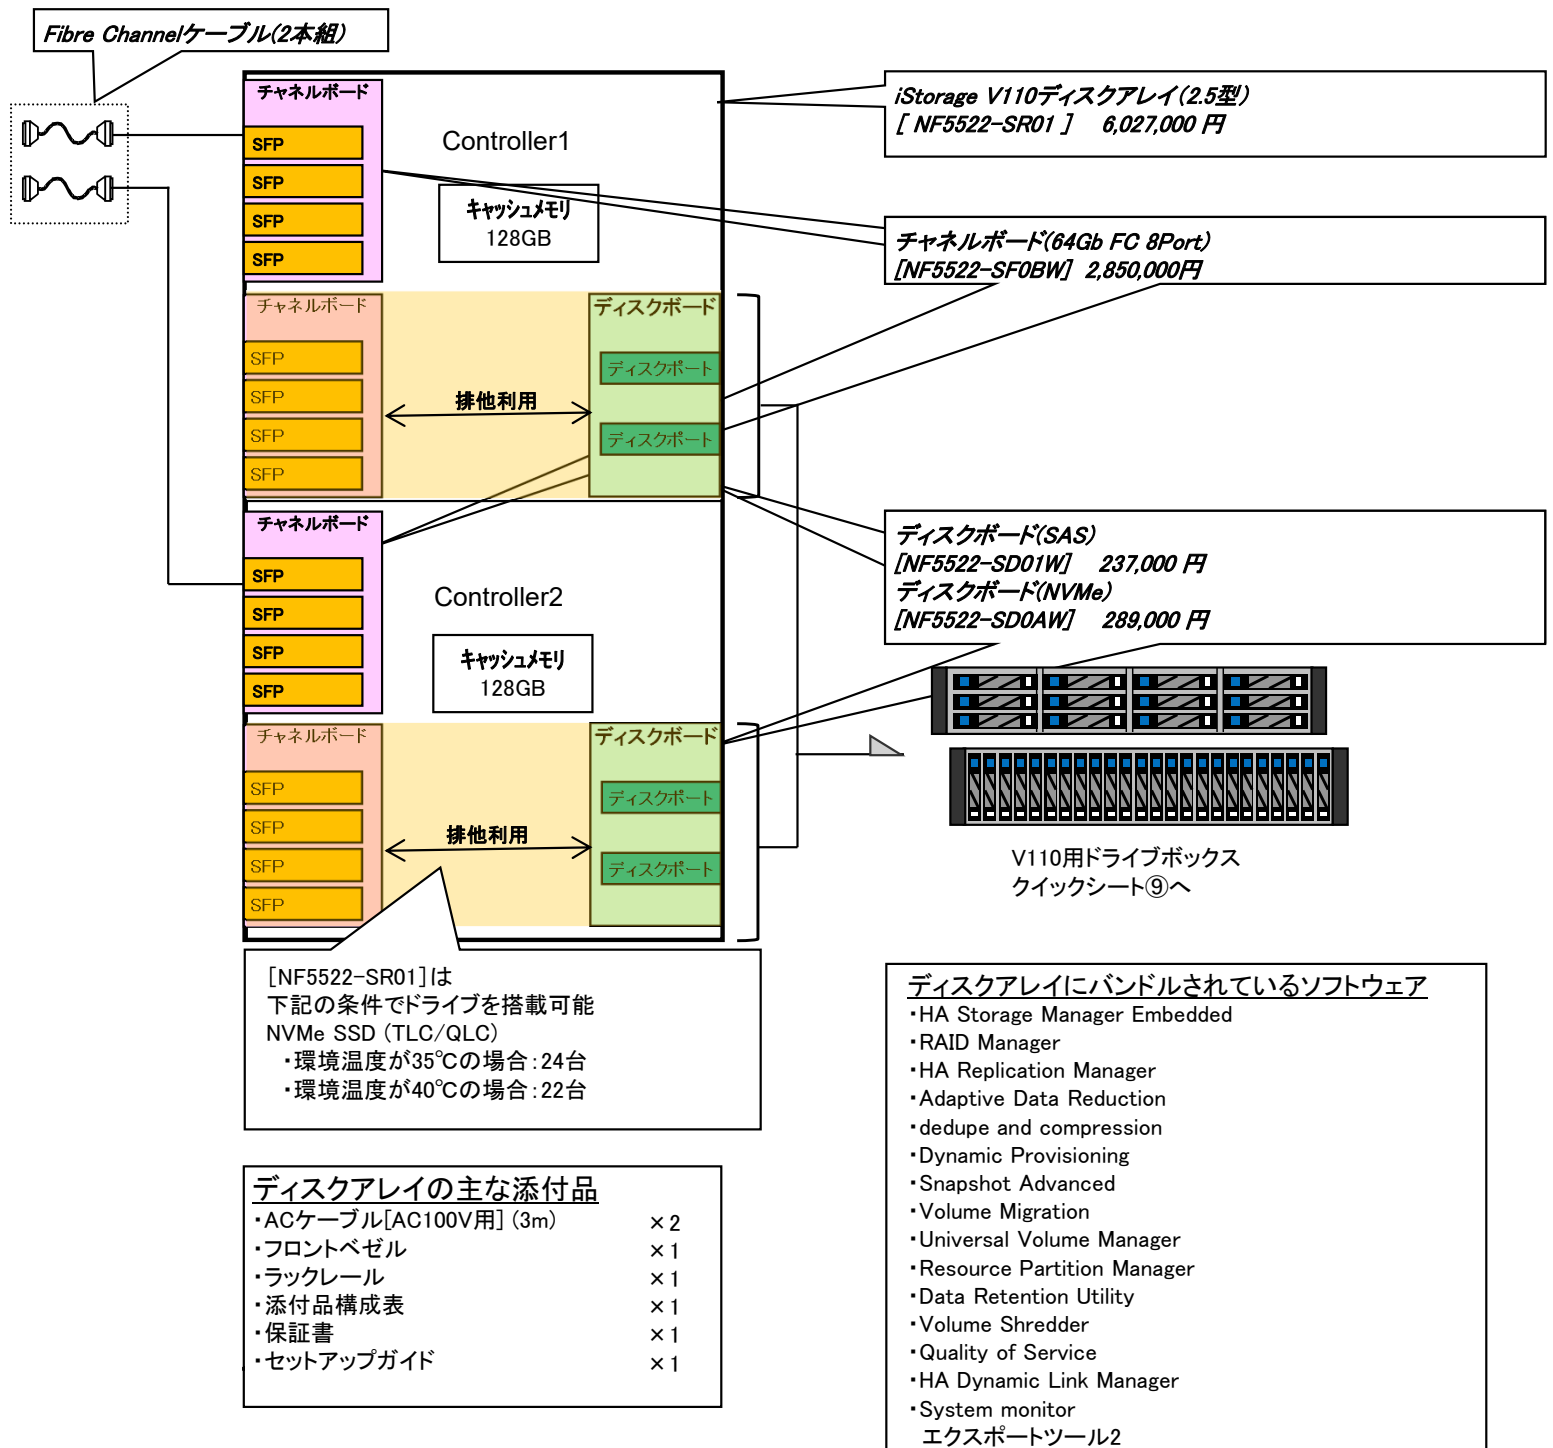 Fibre Channelケーブル(2本組)
チャネルボード
SFP
SFP
SFP
SFP
Controller1
キャッシュメモリ
128GB
iStorage V110ディスクアレイ(2.5型)
[ NF5522-SR01 ] 6,027,000 円
チャネルボード(64Gb FC 8Port)
[NF5522-SF0BW] 2,850,000円
チャネルボード
SFP
SFP
SFP
SFP
排他利用
ディスクボード
ディスクポート
ディスクポート
チャネルボード
SFP
SFP
SFP
SFP
Controller2
キャッシュメモリ
128GB
ディスクボード(SAS)
[NF5522-SD01W] 237,000 円
ディスクボード(NVMe)
[NF5522-SD0AW] 289,000 円
チャネルボード
SFP
SFP
SFP
SFP
排他利用
ディスクボード
ディスクポート
ディスクポート
V110用ドライブボックス
クイックシート⑨へ
[NF5522-SR01]は
下記の条件でドライブを搭載可能
NVMe SSD (TLC/QLC)
・環境温度が35℃の場合：24台
・環境温度が40℃の場合：22台
ディスクアレイの主な添付品
・ACケーブル[AC100V用] (3m) ×2
・フロントベゼル ×1
・ラックレール ×1
・添付品構成表 ×1
・保証書 ×1
・セットアップガイド ×1
ディスクアレイにバンドルされているソフトウェア
・HA Storage Manager Embedded
・RAID Manager
・HA Replication Manager
・Adaptive Data Reduction
・dedupe and compression
・Dynamic Provisioning
・Snapshot Advanced
・Volume Migration
・Universal Volume Manager
・Resource Partition Manager
・Data Retention Utility
・Volume Shredder
・Quality of Service
・HA Dynamic Link Manager
・System monitor
エクスポートツール2